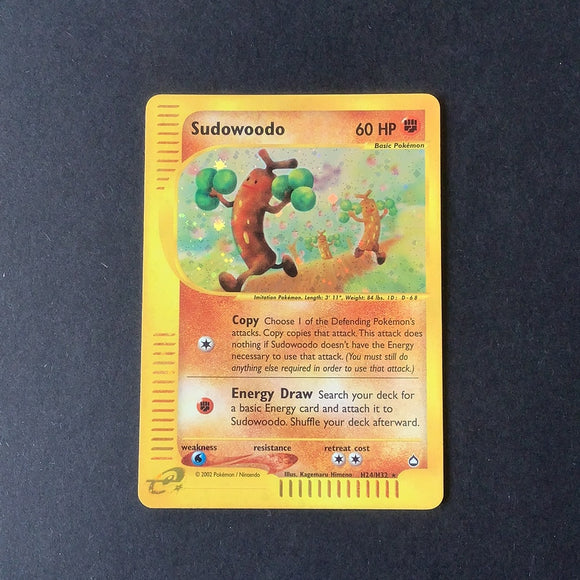 Sudowoodo 60 HP
Basic Pokémon
Imitation Pokémon. Length: 3' 11", Weight: 84 lbs. ID: D-68
Copy Choose 1 of the Defending Pokémon's
attacks. Copy copies that attack. This attack does
nothing if Sudowoodo doesn't have the Energy
necessary to use that attack. (You must still do
anything else required in order to use that attack.)
Energy Draw Search your deck for
a basic Energy card and attach it to
Sudowoodo. Shuffle your deck afterward.
weakness resistance retreat cost
© 2002 Pokémon / Nintendo Illus. Kagemaru Himeno H24/H32 ★